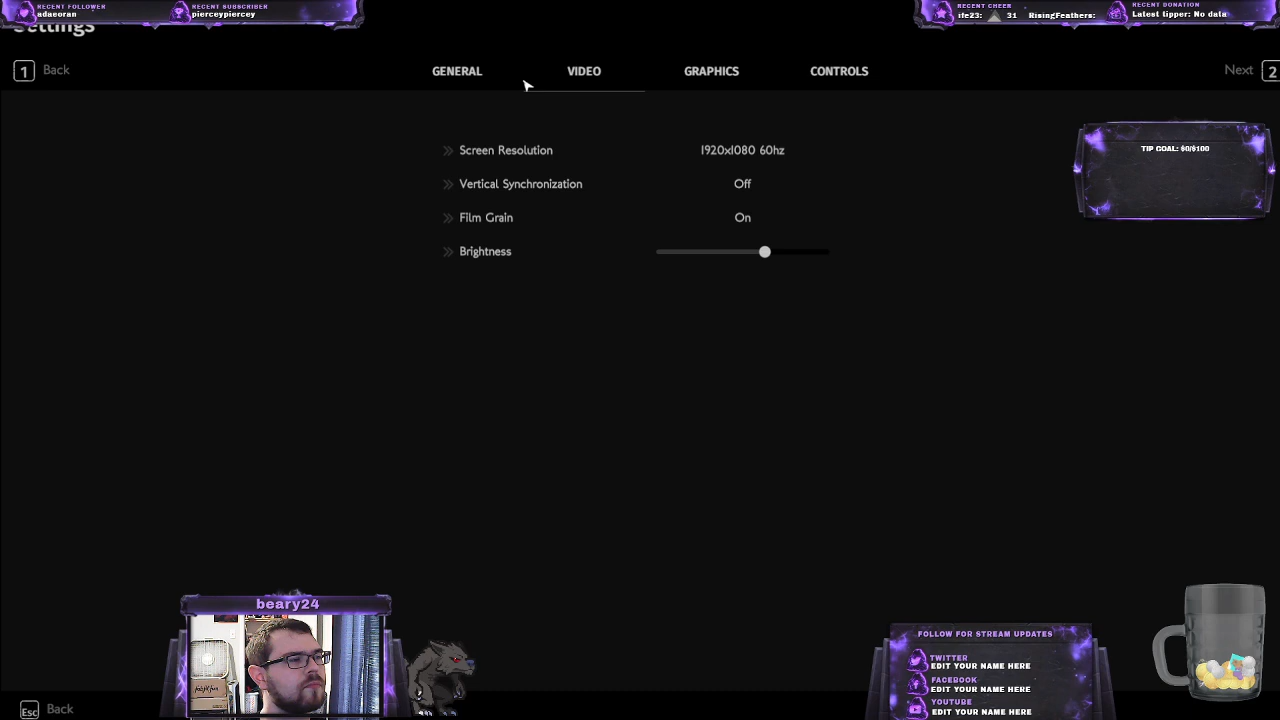 RECENT FOLLOWER
adaeoran
RECENT SUBSCRIBER
pierceypiercey
RECENT CHEER
ife23: 31 RisingFeathers:
RECENT DONATION
Latest tipper: No data
Settings
1 Back
GENERAL
VIDEO
GRAPHICS
CONTROLS
Next 2
Screen Resolution 1920x1080 60hz
Vertical Synchronization Off
Film Grain On
Brightness
TIP GOAL: $0/$100
beary24
FOLLOW FOR STREAM UPDATES
TWITTER
EDIT YOUR NAME HERE
FACEBOOK
EDIT YOUR NAME HERE
YOUTUBE
EDIT YOUR NAME HERE
Esc Back